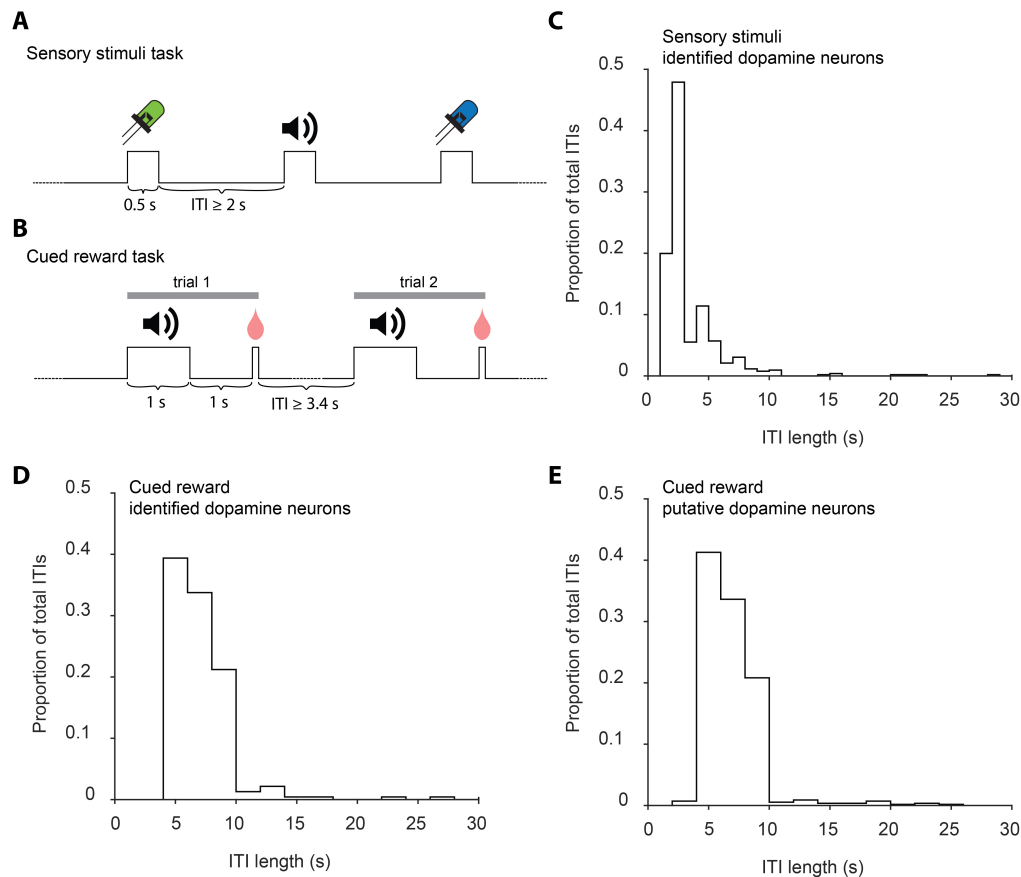 A
Sensory stimuli task
0.5 s
ITI ≥ 2 s
B
Cued reward task
trial 1
trial 2
1 s
1 s
ITI ≥ 3.4 s
C
Sensory stimuli
identified dopamine neurons
Proportion of total ITIs
0.5
0.4
0.3
0.2
0.1
0
0 5 10 15 20 25 30
ITI length (s)
D
Cued reward
identified dopamine neurons
Proportion of total ITIs
0.5
0.4
0.3
0.2
0.1
0
0 5 10 15 20 25 30
ITI length (s)
E
Cued reward
putative dopamine neurons
Proportion of total ITIs
0.5
0.4
0.3
0.2
0.1
0
0 5 10 15 20 25 30
ITI length (s)